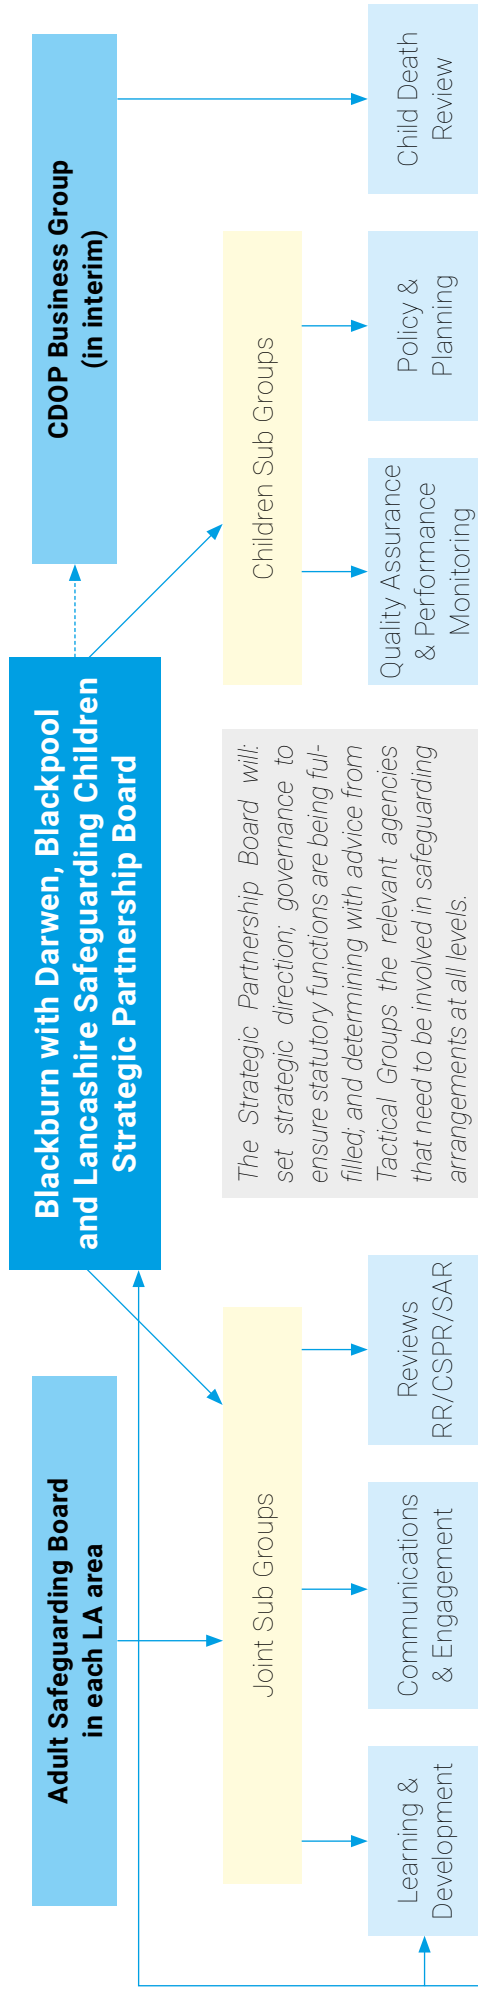 Adult Safeguarding Board
in each LA area
Blackburn with Darwen, Blackpool
and Lancashire Safeguarding Children
Strategic Partnership Board
CDOP Business Group
(in interim)
Joint Sub Groups
The Strategic Partnership Board will:
set strategic direction; governance to
ensure statutory functions are being ful-
filled; and determining with advice from
Tactical Groups the relevant agencies
that need to be involved in safeguarding
arrangements at all levels.
Children Sub Groups
Learning &
Development
Communications
& Engagement
Reviews
RR/CSPR/SAR
Quality Assurance
& Performance
Monitoring
Policy &
Planning
Child Death
Review